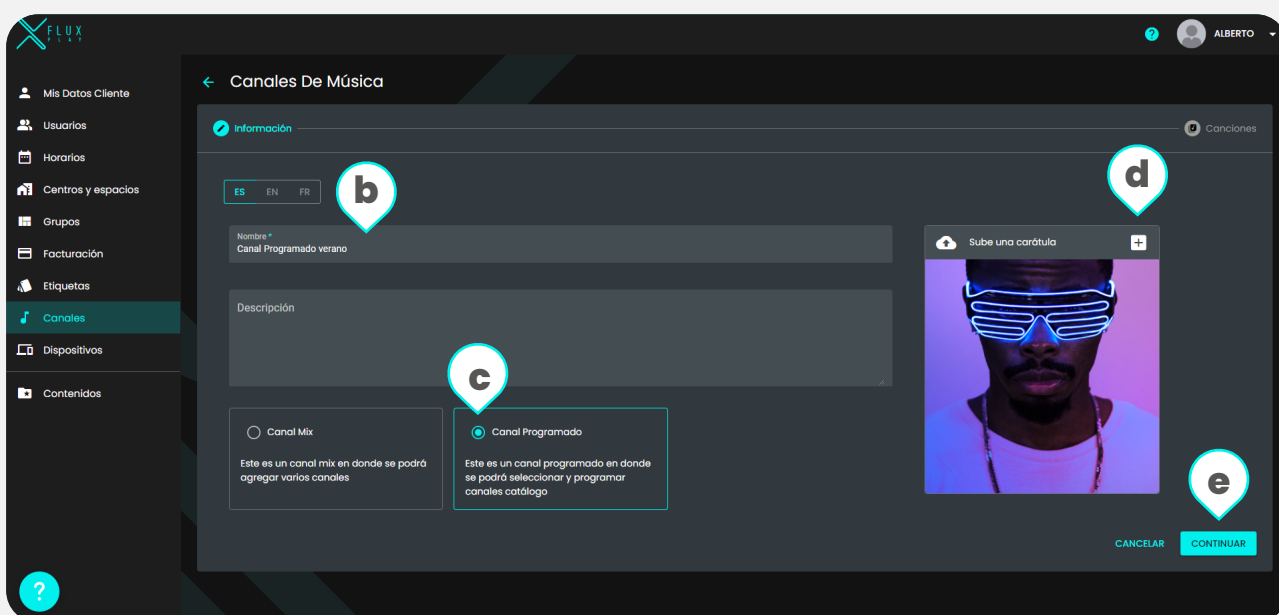 FLUX
PLAY
?
ALBERTO
Mis Datos Cliente
Usuarios
Horarios
Centros y espacios
Grupos
Facturación
Etiquetas
Canales
Dispositivos
Contenidos
?
Canales De Música
Información
Canciones
ES EN FR
b
d
Nombre *
Canal Programado verano
Sube una carátula
Descripción
c
Canal Mix
Este es un canal mix en donde se podrá
agregar varios canales
Canal Programado
Este es un canal programado en donde
se podrá seleccionar y programar
canales catálogo
e
CANCELAR
CONTINUAR